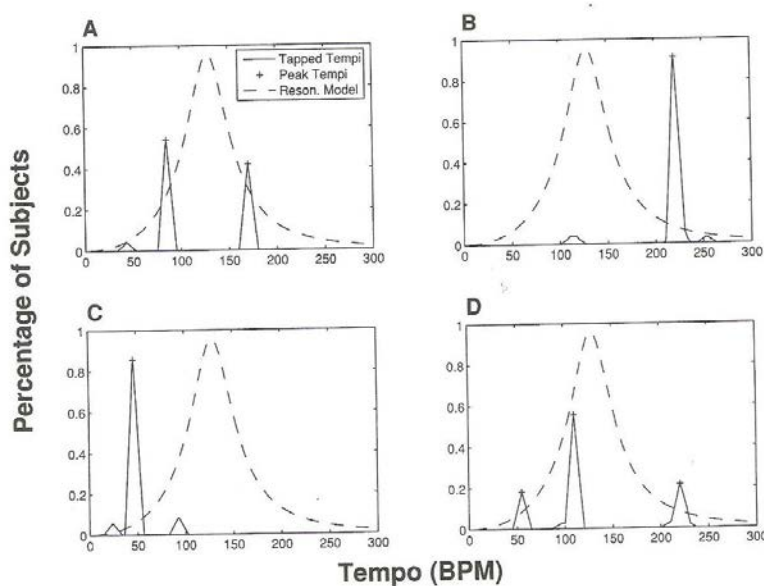 A
1
0.8
0.6
0.4
0.2
0
0 50 100 150 200 250 300
Tapped Tempi
Peak Tempi
Reson. Model
B
1
0.8
0.6
0.4
0.2
0
0 50 100 150 200 250 300
C
1
0.8
0.6
0.4
0.2
0
0 50 100 150 200 250 300
D
1
0.8
0.6
0.4
0.2
0
0 50 100 150 200 250 300
Percentage of Subjects
Tempo (BPM)